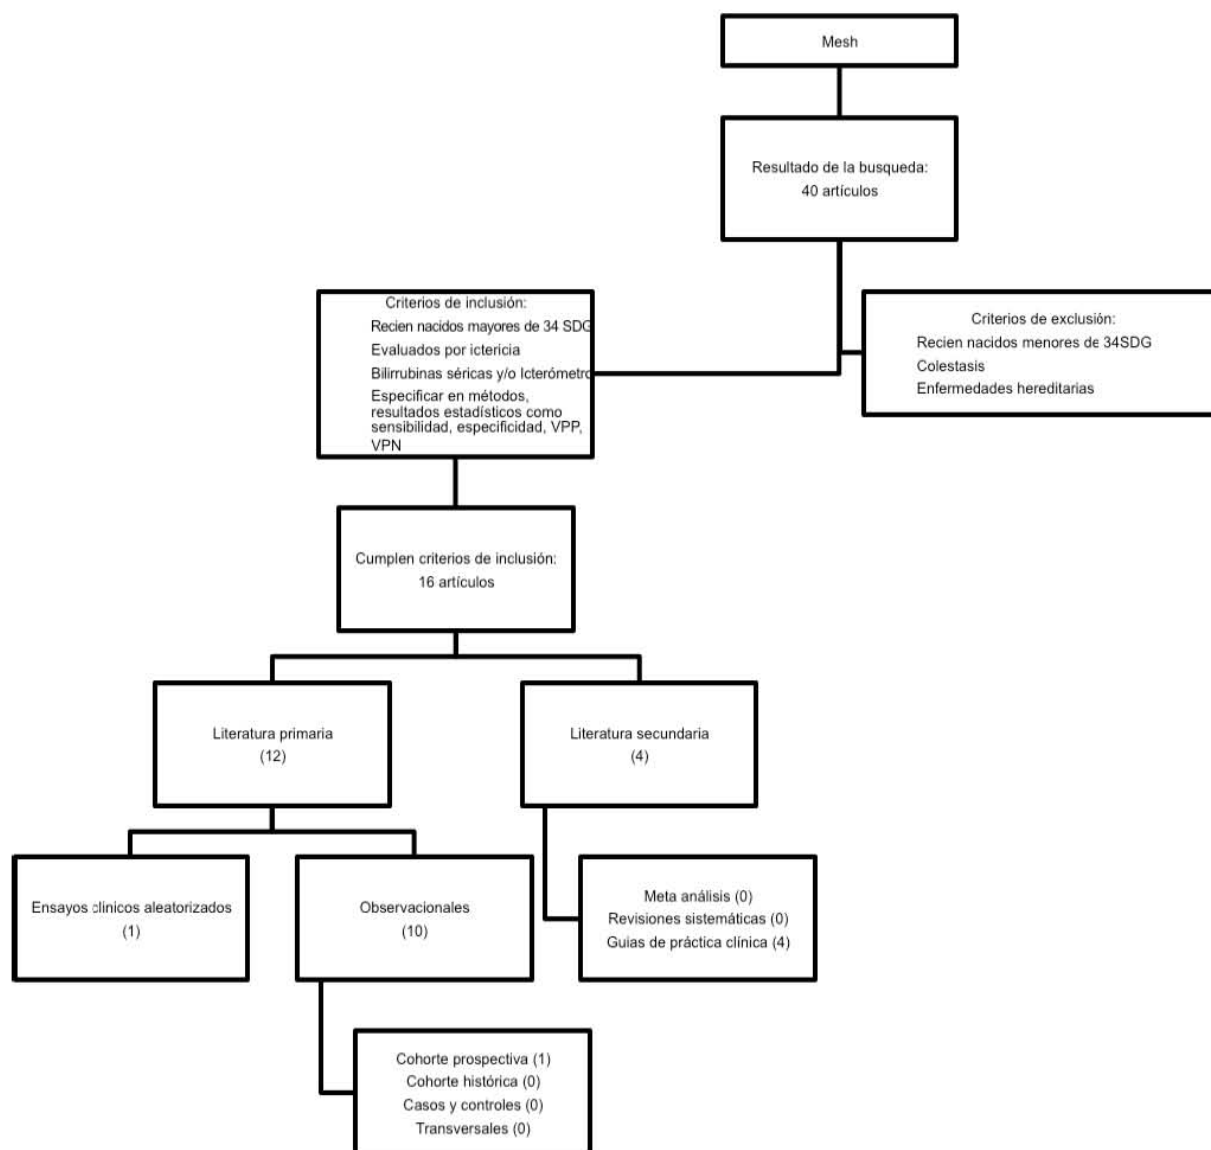 Mesh
Resultado de la busqueda:
40 artículos
Criterios de inclusión:
Recien nacidos mayores de 34 SDG
Evaluados por ictericia
Bilirrubinas séricas y/o Icterómetro
Especificar en métodos,
resultados estadísticos como
sensibilidad, especificidad, VPP,
VPN
Criterios de exclusión:
Recien nacidos menores de 34SDG
Colestasis
Enfermedades hereditarias
Cumplen criterios de inclusión:
16 artículos
Literatura primaria
(12)
Literatura secundaria
(4)
Ensayos clinicos aleatorizados
(1)
Observacionales
(10)
Meta análisis (0)
Revisiones sistemáticas (0)
Guias de práctica clínica (4)
Cohorte prospectiva (1)
Cohorte histórica (0)
Casos y controles (0)
Transversales (0)